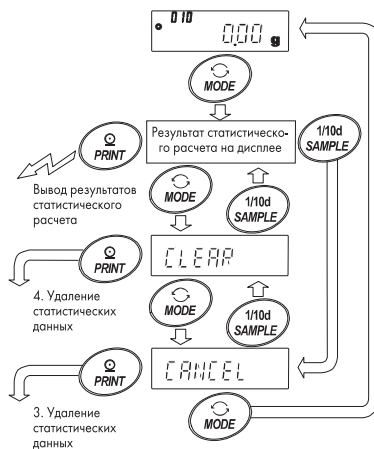 010
0.00 g
MODE
PRINT
Результат статистическо-
го расчета на дисплее
1/10d
SAMPLE
Вывод результатов
статистического
расчета
MODE
1/10d
SAMPLE
PRINT
CLEAR
4. Удаление
статистических
данных
MODE
1/10d
SAMPLE
PRINT
CANCEL
3. Удаление
статистических
данных
MODE